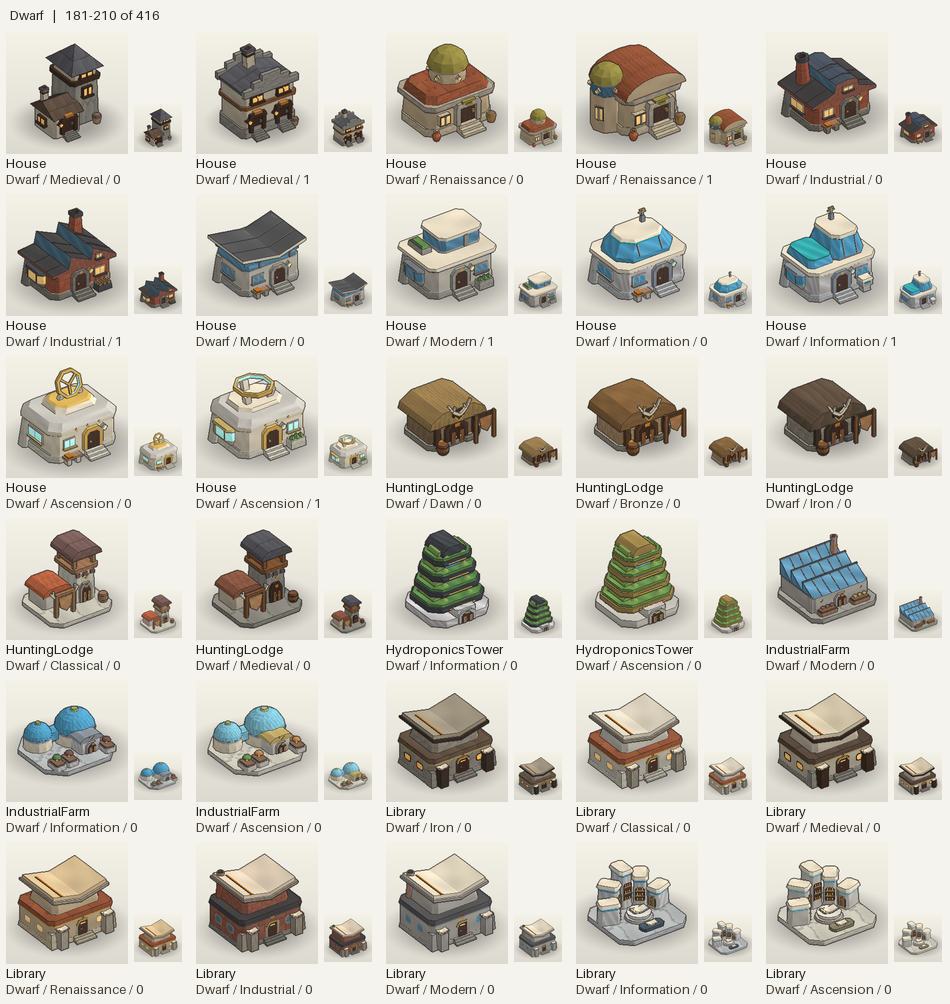 Dwarf | 181-210 of 416
House House House House House
Dwarf / Medieval / 0 Dwarf / Medieval / 1 Dwarf / Renaissance / 0 Dwarf / Renaissance / 1 Dwarf / Industrial / 0
House House House House House
Dwarf / Industrial / 1 Dwarf / Modern / 0 Dwarf / Modern / 1 Dwarf / Information / 0 Dwarf / Information / 1
House House HuntingLodge HuntingLodge HuntingLodge
Dwarf / Ascension / 0 Dwarf / Ascension / 1 Dwarf / Dawn / 0 Dwarf / Bronze / 0 Dwarf / Iron / 0
HuntingLodge HuntingLodge HydroponicsTower HydroponicsTower IndustrialFarm
Dwarf / Classical / 0 Dwarf / Medieval / 0 Dwarf / Information / 0 Dwarf / Ascension / 0 Dwarf / Modern / 0
IndustrialFarm IndustrialFarm Library Library Library
Dwarf / Information / 0 Dwarf / Ascension / 0 Dwarf / Iron / 0 Dwarf / Classical / 0 Dwarf / Medieval / 0
Library Library Library Library Library
Dwarf / Renaissance / 0 Dwarf / Industrial / 0 Dwarf / Modern / 0 Dwarf / Information / 0 Dwarf / Ascension / 0